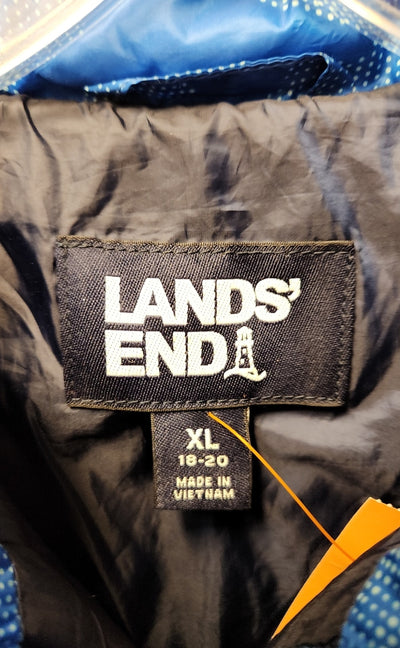 LANDS'
END
XL
18-20
MADE IN
VIETNAM